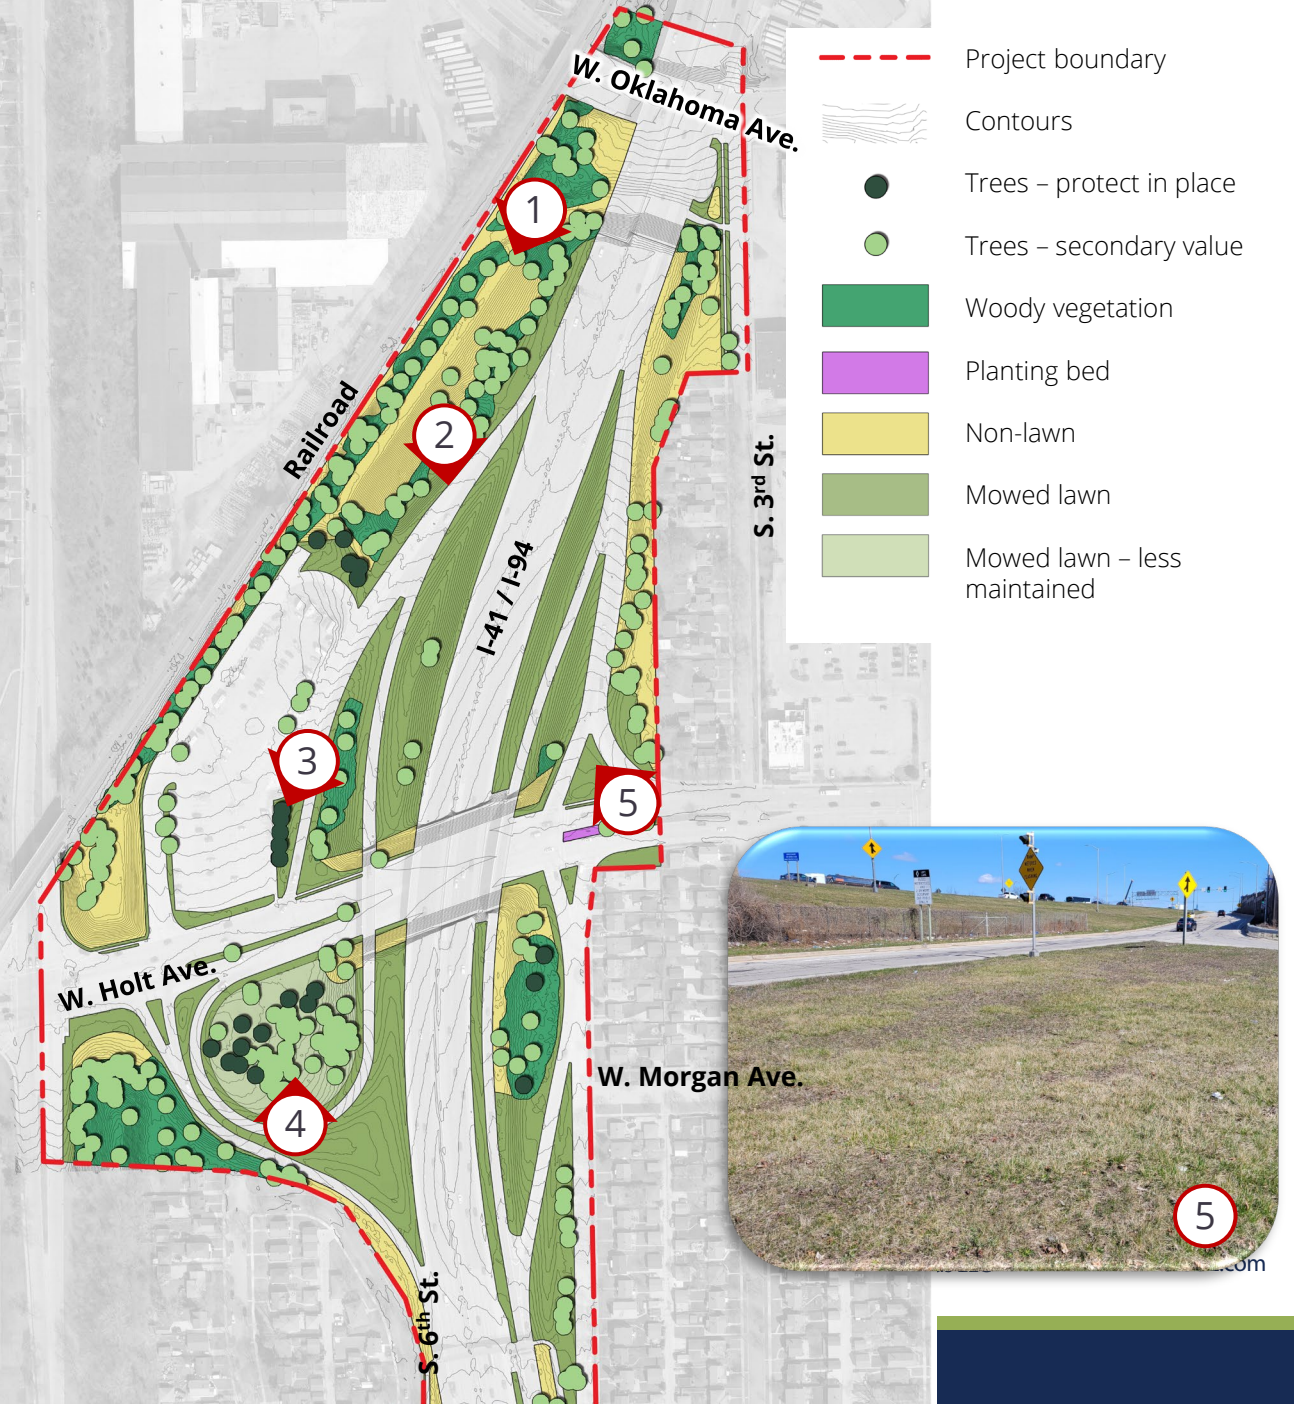 W. Oklahoma Ave.
Project boundary
Contours
Trees – protect in place
Trees – secondary value
Woody vegetation
Planting bed
Non-lawn
Mowed lawn
Mowed lawn – less
maintained
1
Railroad
2
S. 3rd St.
I-41 / I-94
3
5
W. Holt Ave.
W. Morgan Ave.
4
5
.com
S. 6th St.